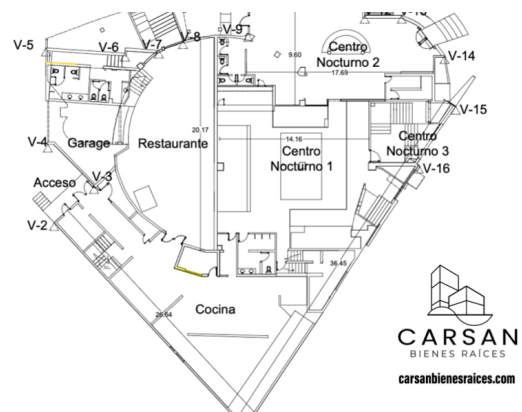 V-5
V-6
V-7
V-8
V-9
9.60
Centro
Nocturno 2
17.69
V-14
V-15
V-4
Garage
Restaurante
20.17
14.16
Centro
Nocturno 1
Centro
Nocturno 3
V-16
Acceso
V-3
V-2
36.45
Cocina
26.64
CARSAN
BIENES RAÍCES
carsanbienesraices.com